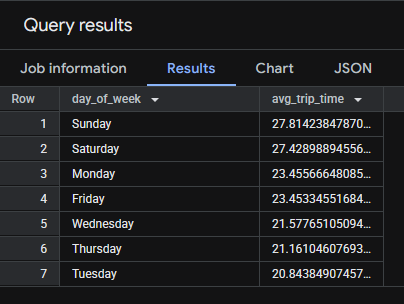 Query results
Job information Results Chart JSON
Row day_of_week avg_trip_time
1 Sunday 27.81423847870...
2 Saturday 27.42898894556...
3 Monday 23.45566648085...
4 Friday 23.45334551684...
5 Wednesday 21.57765105094...
6 Thursday 21.16104607693...
7 Tuesday 20.84384907457...